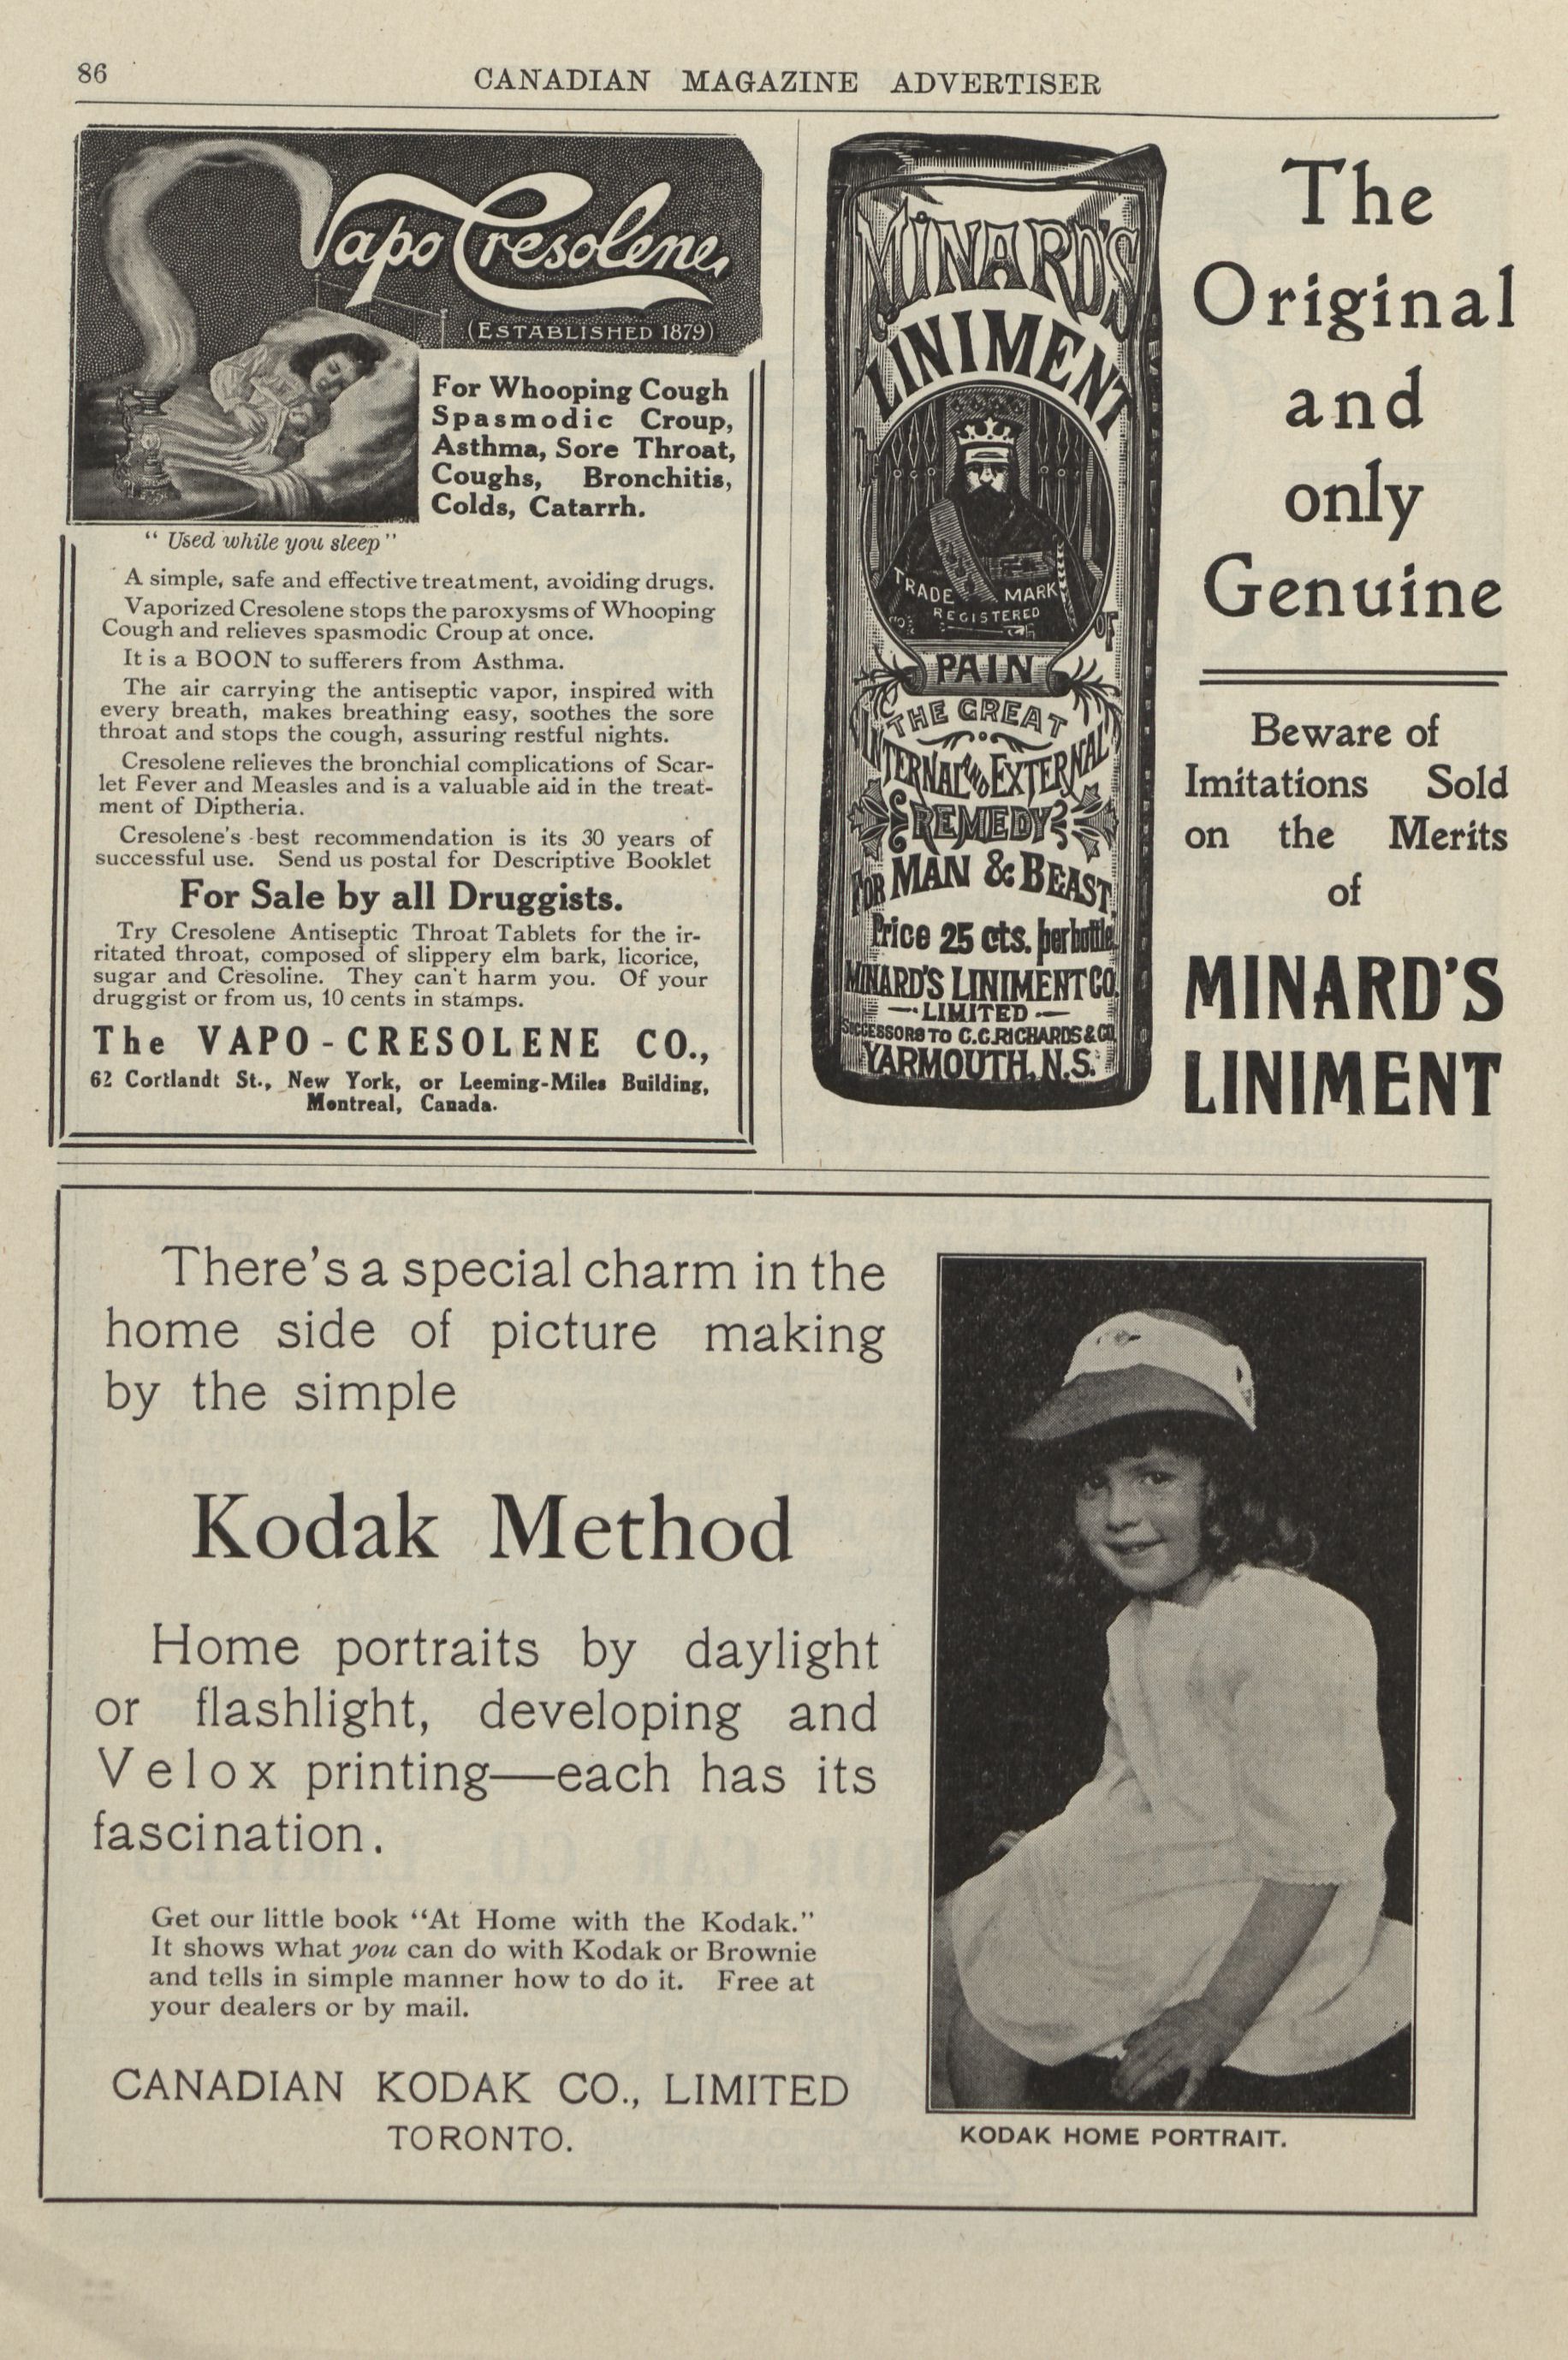 86
CANADIAN MAGAZINE ADVERTISER
Vapo Cresolene,
(ESTABLISHED 1879)
For Whooping Cough
Spasmodic Croup,
Asthma, Sore Throat,
Coughs, Bronchitis,
Colds, Catarrh.
"Used while you sleep"
A simple, safe and effective treatment, avoiding drugs.
Vaporized Cresolene stops the paroxysms of Whooping
Cough and relieves spasmodic Croup at once.
It is a BOON to sufferers from Asthma.
The air carrying the antiseptic vapor, inspired with
every breath, makes breathing easy, soothes the sore
throat and stops the cough, assuring restful nights.
Cresolene relieves the bronchial complications of Scar-
let Fever and Measles and is a valuable aid in the treat-
ment of Diptheria.
Cresolene's best recommendation is its 30 years of
successful use. Send us postal for Descriptive Booklet
For Sale by all Druggists.
Try Cresolene Antiseptic Throat Tablets for the ir-
ritated throat, composed of slippery elm bark, licorice,
sugar and Cresoline. They can't harm you. Of your
druggist or from us, 10 cents in stamps.
The VAPO-CRESOLENE CO.,
62 Cortlandt St., New York, or Leeming-Miles Building,
Montreal, Canada.
MINARD'S
LINIMENT
TRADE MARK
REGISTERED
OF
PAIN
THE GREAT
INTERNAL AND EXTERNAL
REMEDY
FOR MAN & BEAST.
Price 25 cts. per bottle.
MINARD'S LINIMENT CO.
LIMITED
SUCCESSORS TO C.C. RICHARDS & CO.
YARMOUTH, N.S.
The
Original
and
only
Genuine
Beware of
Imitations Sold
on the Merits
of
MINARD'S
LINIMENT
There's a special charm in the
home side of picture making
by the simple
Kodak Method
Home portraits by daylight
or flashlight, developing and
Velox printing—each has its
fascination.
Get our little book "At Home with the Kodak."
It shows what you can do with Kodak or Brownie
and tells in simple manner how to do it. Free at
your dealers or by mail.
CANADIAN KODAK CO., LIMITED
TORONTO.
KODAK HOME PORTRAIT.